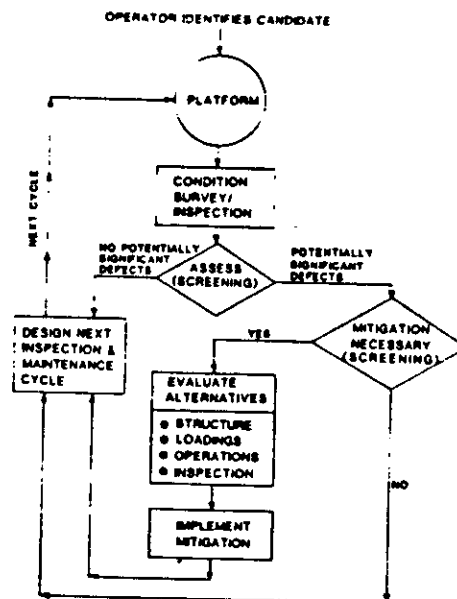 OPERATOR IDENTIFIES CANDIDATE
PLATFORM
CONDITION
SURVEY/
INSPECTION
NO POTENTIALLY
SIGNIFICANT
DEFECTS
ASSESS
(SCREENING)
POTENTIALLY
SIGNIFICANT
DEFECTS
NEXT CYCLE
DESIGN NEXT
INSPECTION &
MAINTENANCE
CYCLE
YES
MITIGATION
NECESSARY
(SCREENING)
EVALUATE
ALTERNATIVES
● STRUCTURE
● LOADINGS
● OPERATIONS
● INSPECTION
NO
IMPLEMENT
MITIGATION